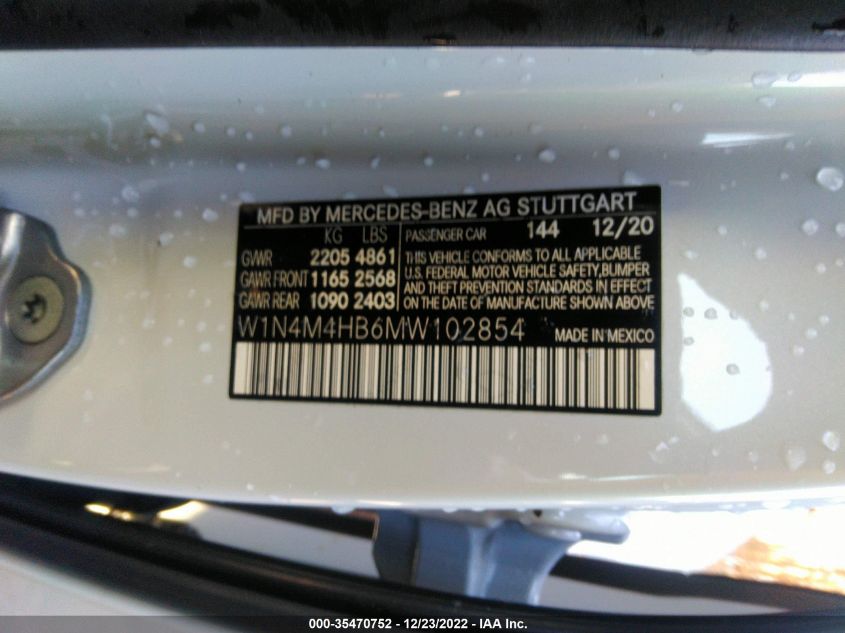 MFD BY MERCEDES-BENZ AG STUTTGART
KG LBS
GVWR 2205 4861
GAWR FRONT 1165 2568
GAWR REAR 1090 2403
PASSENGER CAR 144 12/20
THIS VEHICLE CONFORMS TO ALL APPLICABLE
U.S. FEDERAL MOTOR VEHICLE SAFETY, BUMPER
AND THEFT PREVENTION STANDARDS IN EFFECT
ON THE DATE OF MANUFACTURE SHOWN ABOVE
W1N4M4HB6MW102854 MADE IN MEXICO
000-35470752 - 12/23/2022 - IAA Inc.